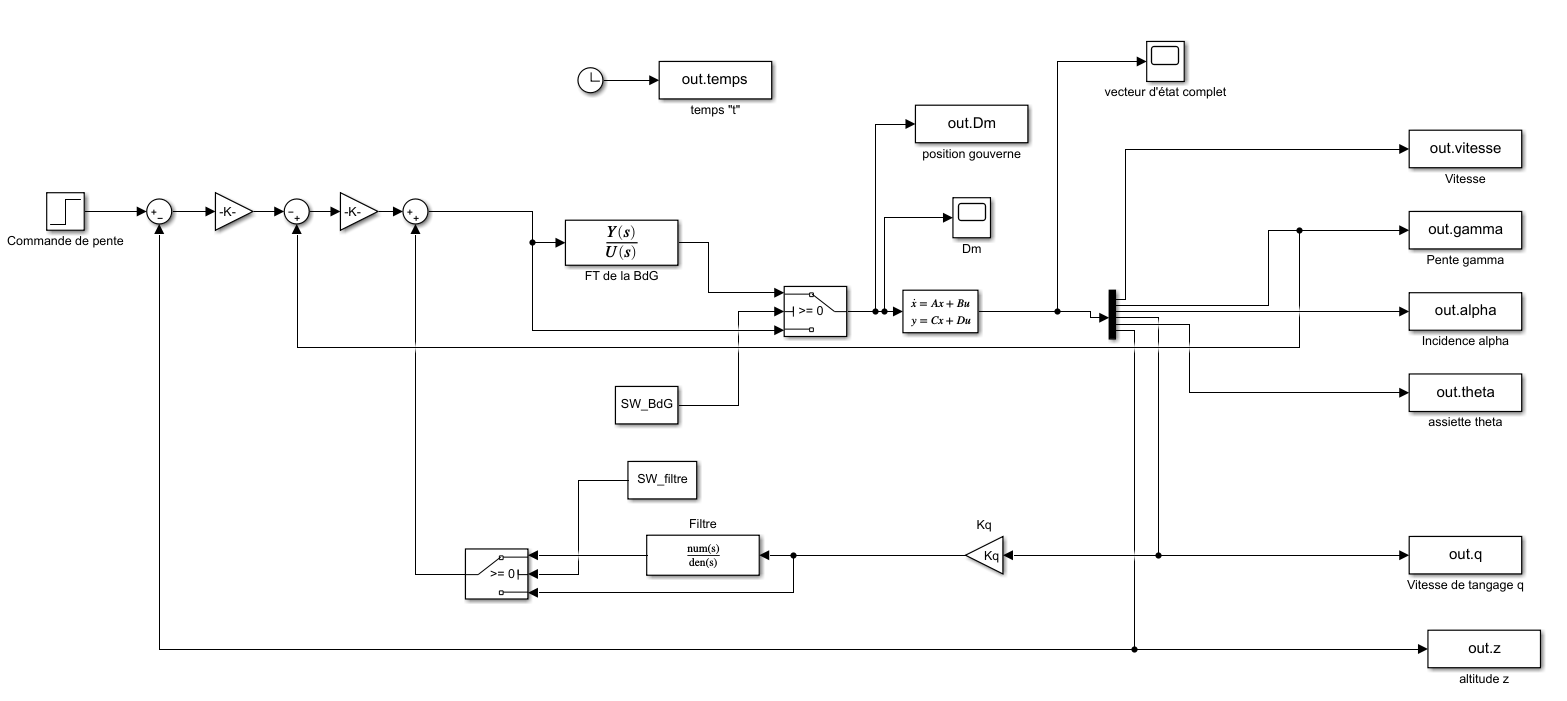 out.temps
temps "t"
vecteur d'état complet
out.Dm
position gouverne
out.vitesse
Vitesse
Commande de pente
+
−
-K-
−
+
-K-
+
+
Y(s)
U(s)
FT de la BdG
Dm
out.gamma
Pente gamma
>= 0
ẋ = Ax + Bu
y = Cx + Du
out.alpha
Incidence alpha
SW_BdG
out.theta
assiette theta
SW_filtre
Filtre
num(s)
den(s)
>= 0
Kq
Kq
out.q
Vitesse de tangage q
out.z
altitude z